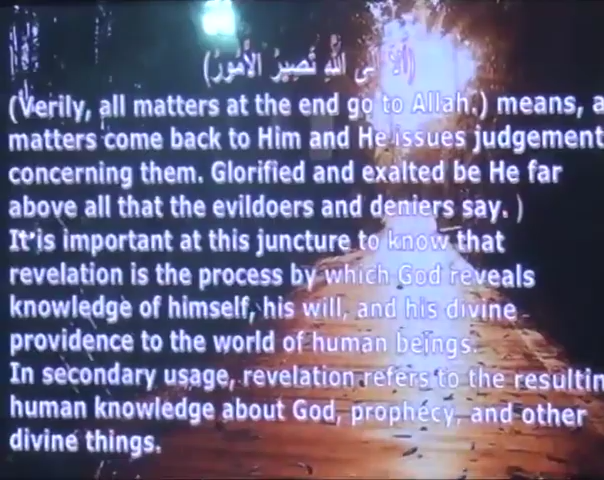 (أَلَا إِلَى اللَّهِ تَصِيرُ الْأُمُورُ)
(Verily, all matters at the end go to Allah.) means, a
matters come back to Him and He issues judgement
concerning them. Glorified and exalted be He far
above all that the evildoers and deniers say. )
It is important at this juncture to know that
revelation is the process by which God reveals
knowledge of himself, his will, and his divine
providence to the world of human beings.
In secondary usage, revelation refers to the resultin
human knowledge about God, prophecy, and other
divine things.